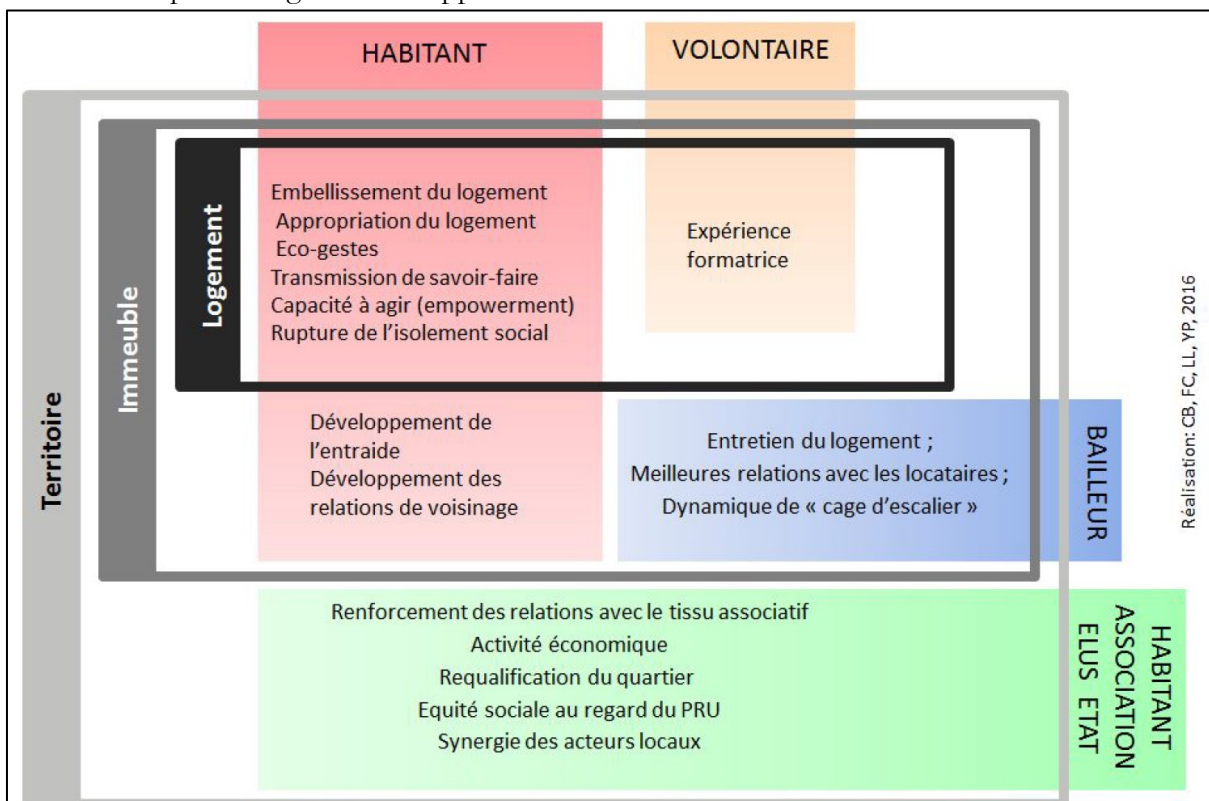 HABITANT
VOLONTAIRE
Territoire
Immeuble
Logement
Embellissement du logement
Appropriation du logement
Eco-gestes
Transmission de savoir-faire
Capacité à agir (empowerment)
Rupture de l'isolement social
Expérience
formatrice
Développement de
l'entraide
Développement des
relations de voisinage
Entretien du logement ;
Meilleures relations avec les locataires ;
Dynamique de « cage d'escalier »
BAILLEUR
Renforcement des relations avec le tissu associatif
Activité économique
Requalification du quartier
Equité sociale au regard du PRU
Synergie des acteurs locaux
HABITANT
ASSOCIATION
ELUS ETAT
Réalisation: CB, FC, LL, YP, 2016